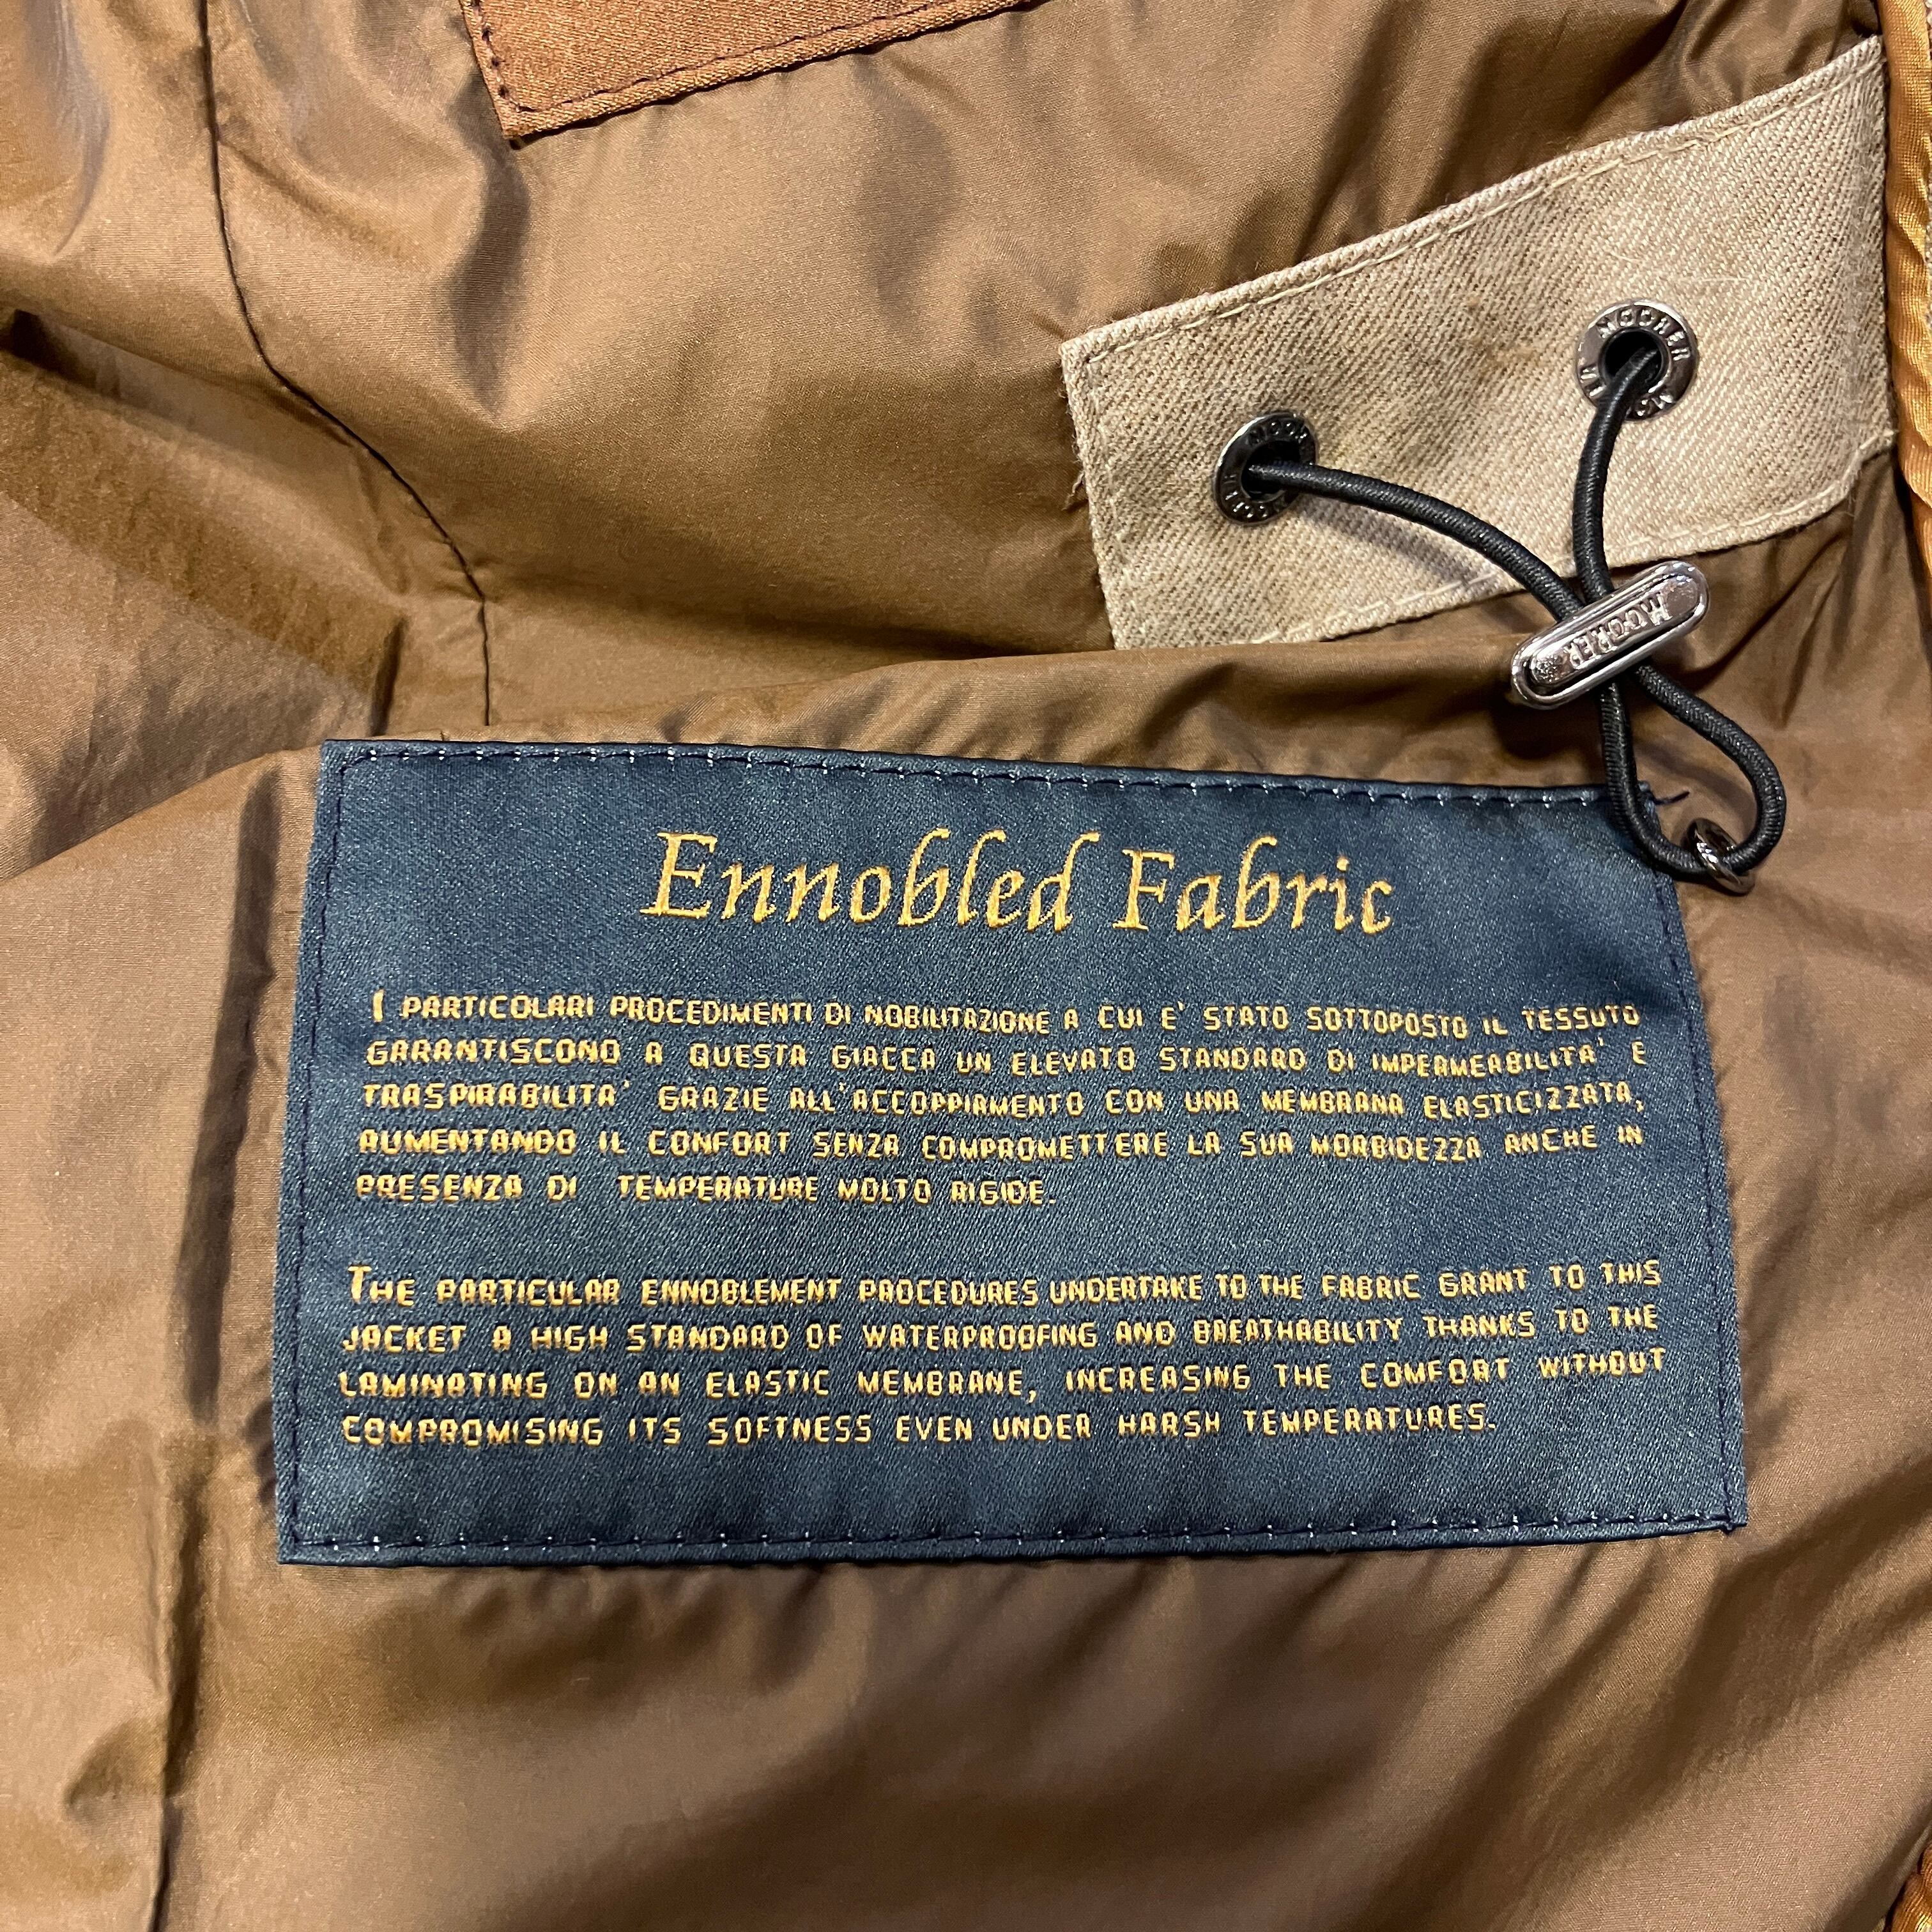 MOORER
MOORER
MOORER
Ennobled Fabric
I PARTICOLARI PROCEDIMENTI DI NOBILITAZIONE A CUI E' STATO SOTTOPOSTO IL TESSUTO
GARANTISCONO A QUESTA GIACCA UN ELEVATO STANDARD DI IMPERMEABILITA' E
TRASPIRABILITA' GRAZIE ALL'ACCOPPIAMENTO CON UNA MEMBRANA ELASTICIZZATA,
AUMENTANDO IL CONFORT SENZA COMPROMETTERE LA SUA MORBIDEZZA ANCHE IN
PRESENZA DI TEMPERATURE MOLTO RIGIDE.
THE PARTICULAR ENNOBLEMENT PROCEDURES UNDERTAKE TO THE FABRIC GRANT TO THIS
JACKET A HIGH STANDARD OF WATERPROOFING AND BREATHABILITY THANKS TO THE
LAMINATING ON AN ELASTIC MEMBRANE, INCREASING THE COMFORT WITHOUT
COMPROMISING ITS SOFTNESS EVEN UNDER HARSH TEMPERATURES.